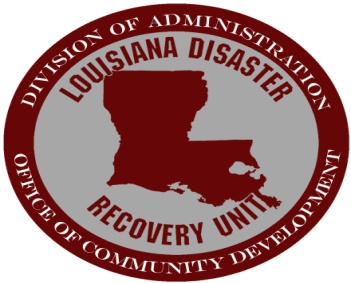 DIVISION OF ADMINISTRATION
LOUISIANA DISASTER
RECOVERY UNIT
OFFICE OF COMMUNITY DEVELOPMENT